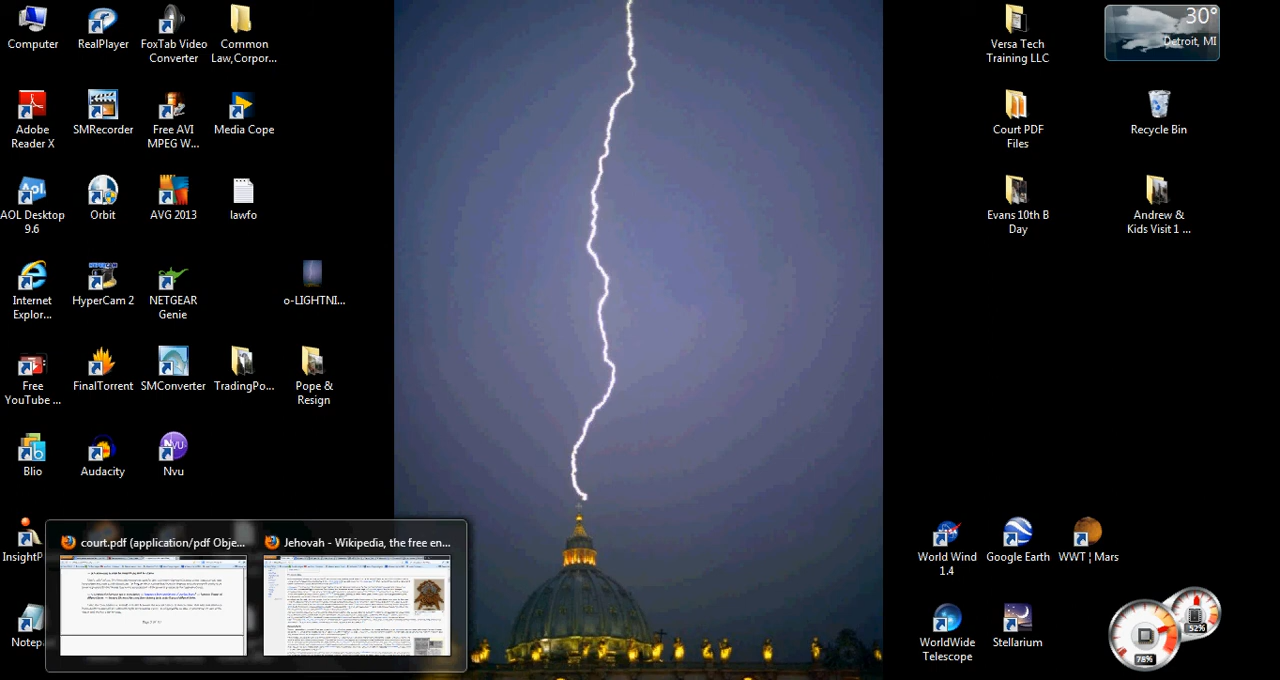 Computer
RealPlayer
FoxTab Video
Converter
Common
Law,Corpor...
Versa Tech
Training LLC
30°
Detroit, MI
Adobe
Reader X
SMRecorder
Free AVI
MPEG W...
Media Cope
Court PDF
Files
Recycle Bin
AOL Desktop
9.6
Orbit
AVG 2013
lawfo
Evans 10th B
Day
Andrew &
Kids Visit 1 ...
Internet
Explor...
HyperCam 2
NETGEAR
Genie
o-LIGHTNI...
Free
YouTube ...
FinalTorrent
SMConverter
TradingPo...
Pope &
Resign
Blio
Audacity
Nvu
InsightP
court.pdf (application/pdf Obje...
Jehovah - Wikipedia, the free en...
World Wind
1.4
Google Earth
WWT ¦ Mars
Notep
WorldWide
Telescope
Stellarium
52%
78%